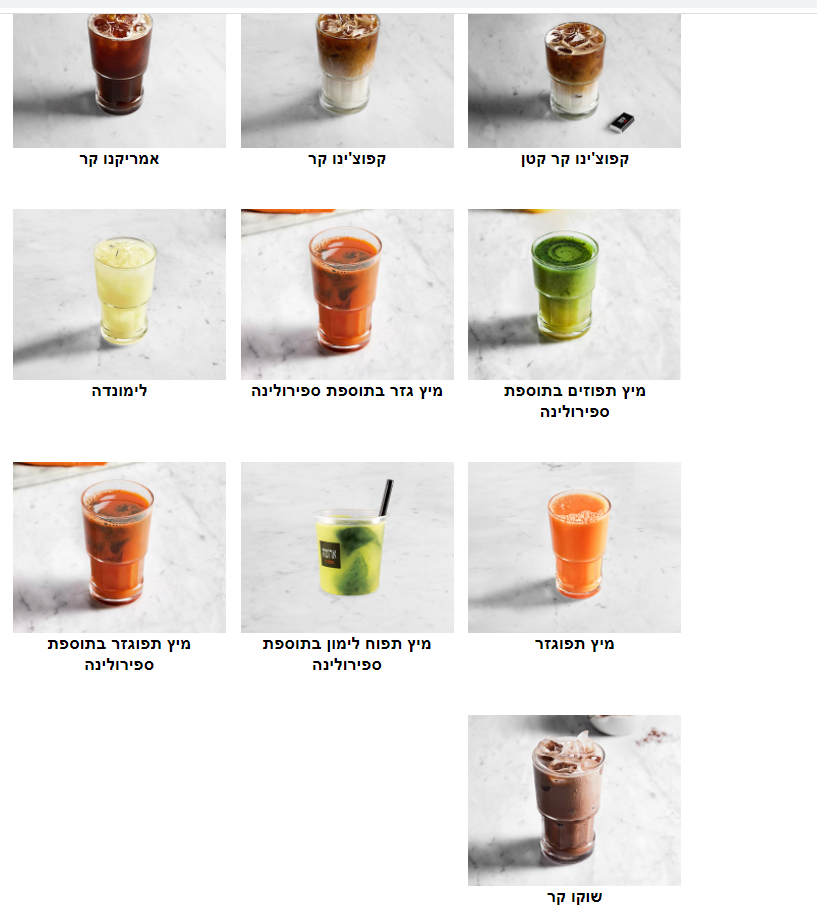 קפוצ'ינו קר קטן
קפוצ'ינו קר
אמריקנו קר
מיץ תפוזים בתוספת
ספירולינה
מיץ גזר בתוספת ספירולינה
לימונדה
מיץ תפוגזר
מיץ תפוח לימון בתוספת
ספירולינה
מיץ תפוגזר בתוספת
ספירולינה
שוקו קר